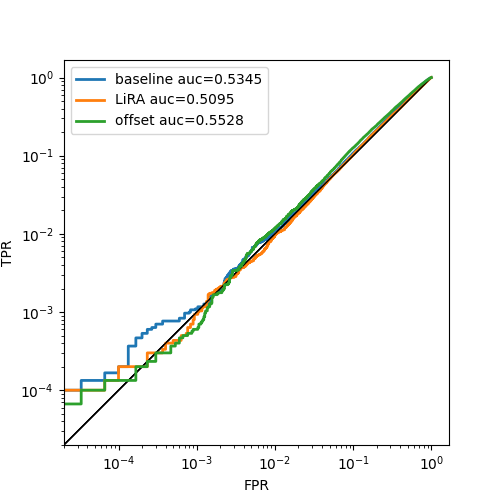 baseline auc=0.5345
LiRA auc=0.5095
offset auc=0.5528
TPR
10⁰
10⁻¹
10⁻²
10⁻³
10⁻⁴
10⁻⁴ 10⁻³ 10⁻² 10⁻¹ 10⁰
FPR